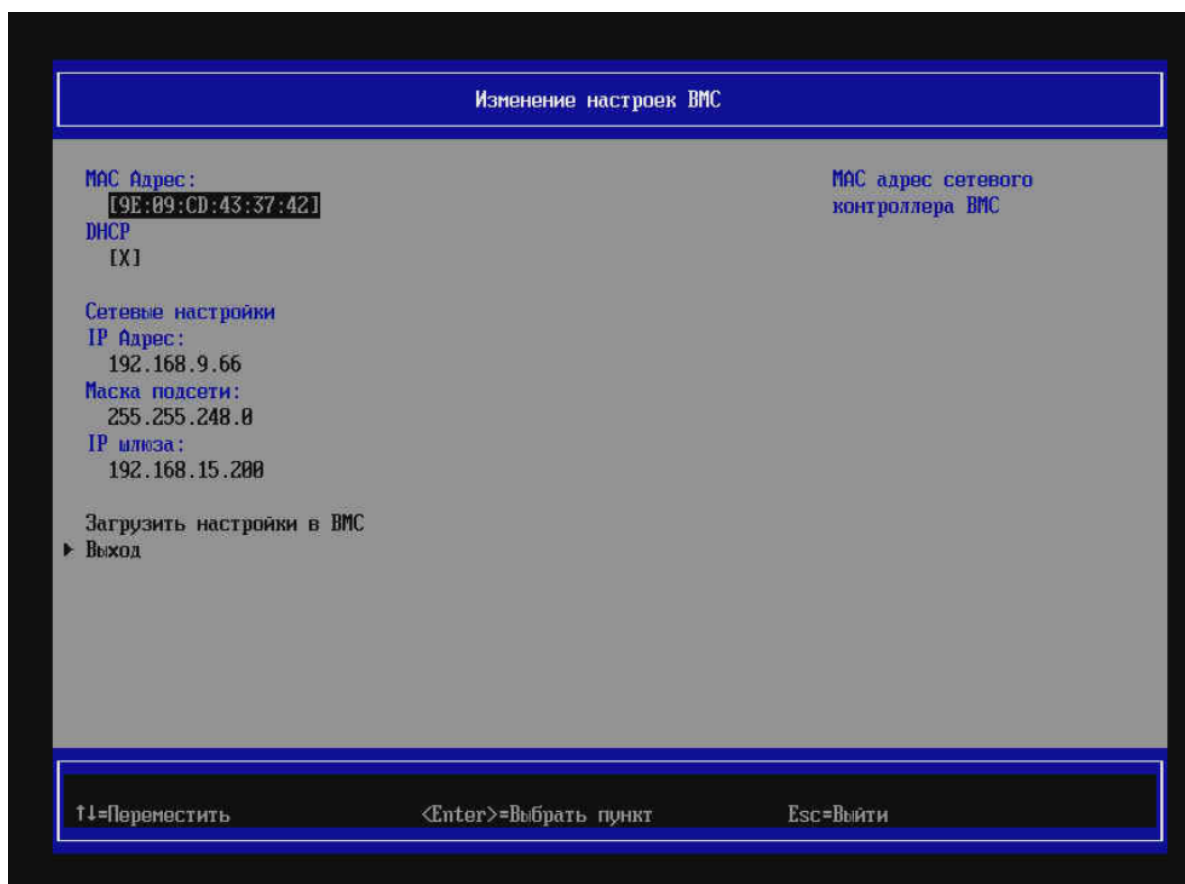 Изменение настроек BMC
MAC Адрес:
[9E:09:CD:43:37:42]
DHCP
[X]
Сетевые настройки
IP Адрес:
192.168.9.66
Маска подсети:
255.255.248.0
IP шлюза:
192.168.15.200
Загрузить настройки в BMC
Выход
MAC адрес сетевого
контроллера BMC
↑↓=Переместить
<Enter>=Выбрать пункт
Esc=Выйти